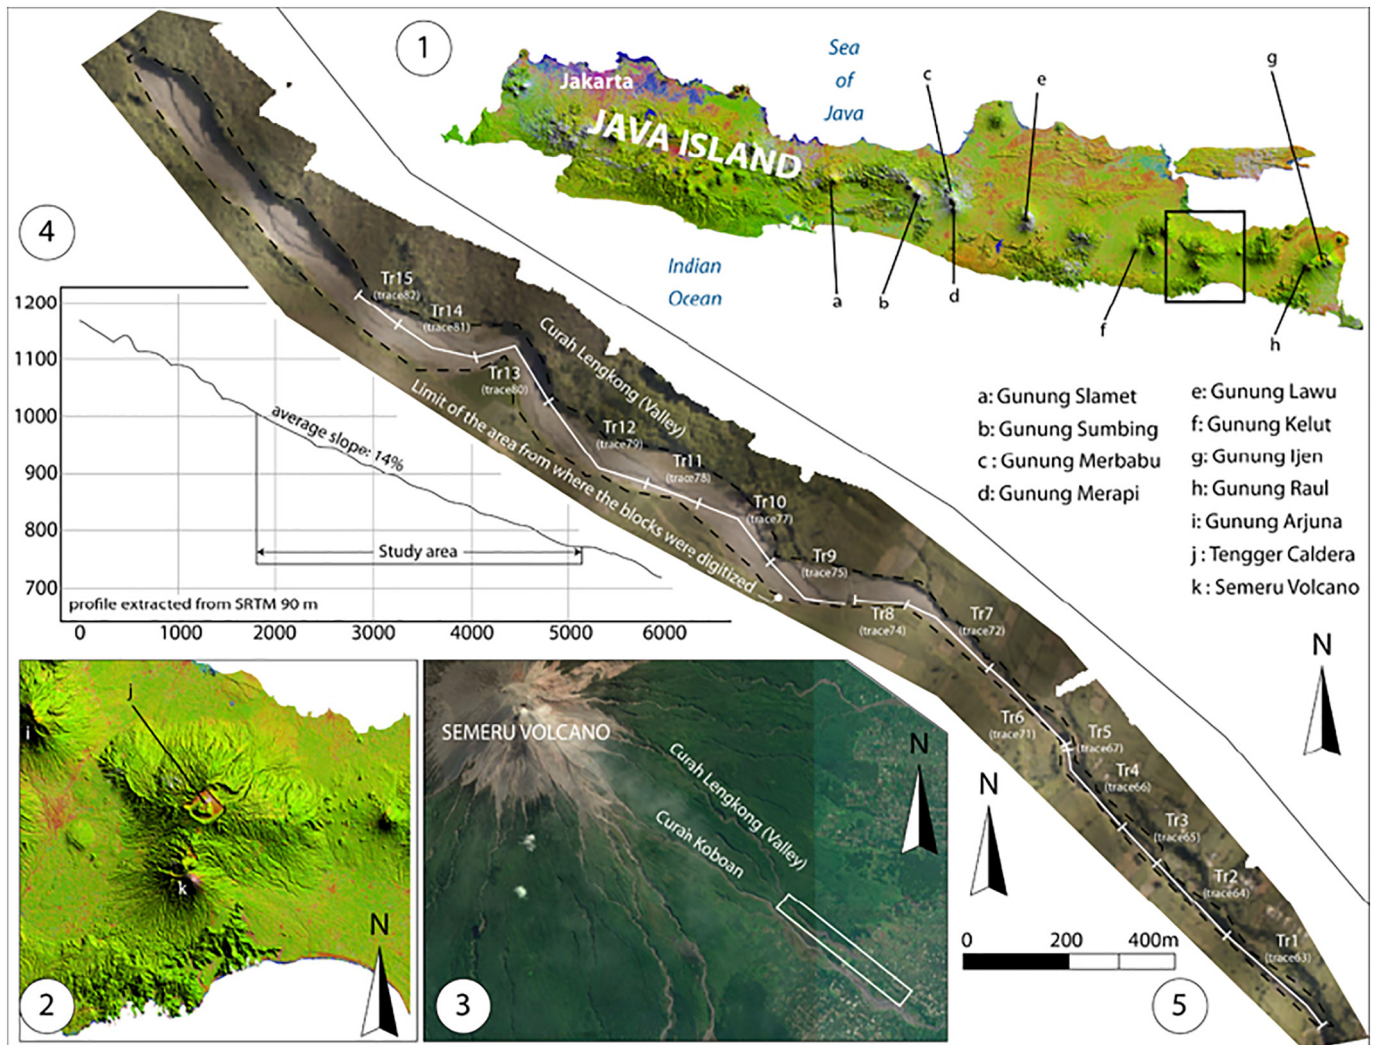 1
Sea
of
Java
Jakarta
JAVA ISLAND
Indian
Ocean
c
e
g
a
b
d
f
h
a: Gunung Slamet
b: Gunung Sumbing
c : Gunung Merbabu
d: Gunung Merapi
e: Gunung Lawu
f: Gunung Kelut
g: Gunung Ijen
h: Gunung Raul
i: Gunung Arjuna
j : Tengger Caldera
k : Semeru Volcano
N
4
1200
1100
1000
900
800
700
average slope: 14%
Study area
profile extracted from SRTM 90 m
0
1000
2000
3000
4000
5000
6000
Tr15
(trace82)
Tr14
(trace81)
Tr13
(trace80)
Tr12
(trace79)
Tr11
(trace78)
Tr10
(trace77)
Tr9
(trace75)
Tr8
(trace74)
Tr7
(trace72)
Tr6
(trace71)
Tr5
(trace67)
Tr4
(trace66)
Tr3
(trace65)
Tr2
(trace64)
Tr1
(trace63)
Curah Lengkong (Valley)
Limit of the area from where the blocks were digitized
j
i
k
N
2
SEMERU VOLCANO
Curah Lengkong (Valley)
Curah Koboan
N
3
N
0
200
400m
5